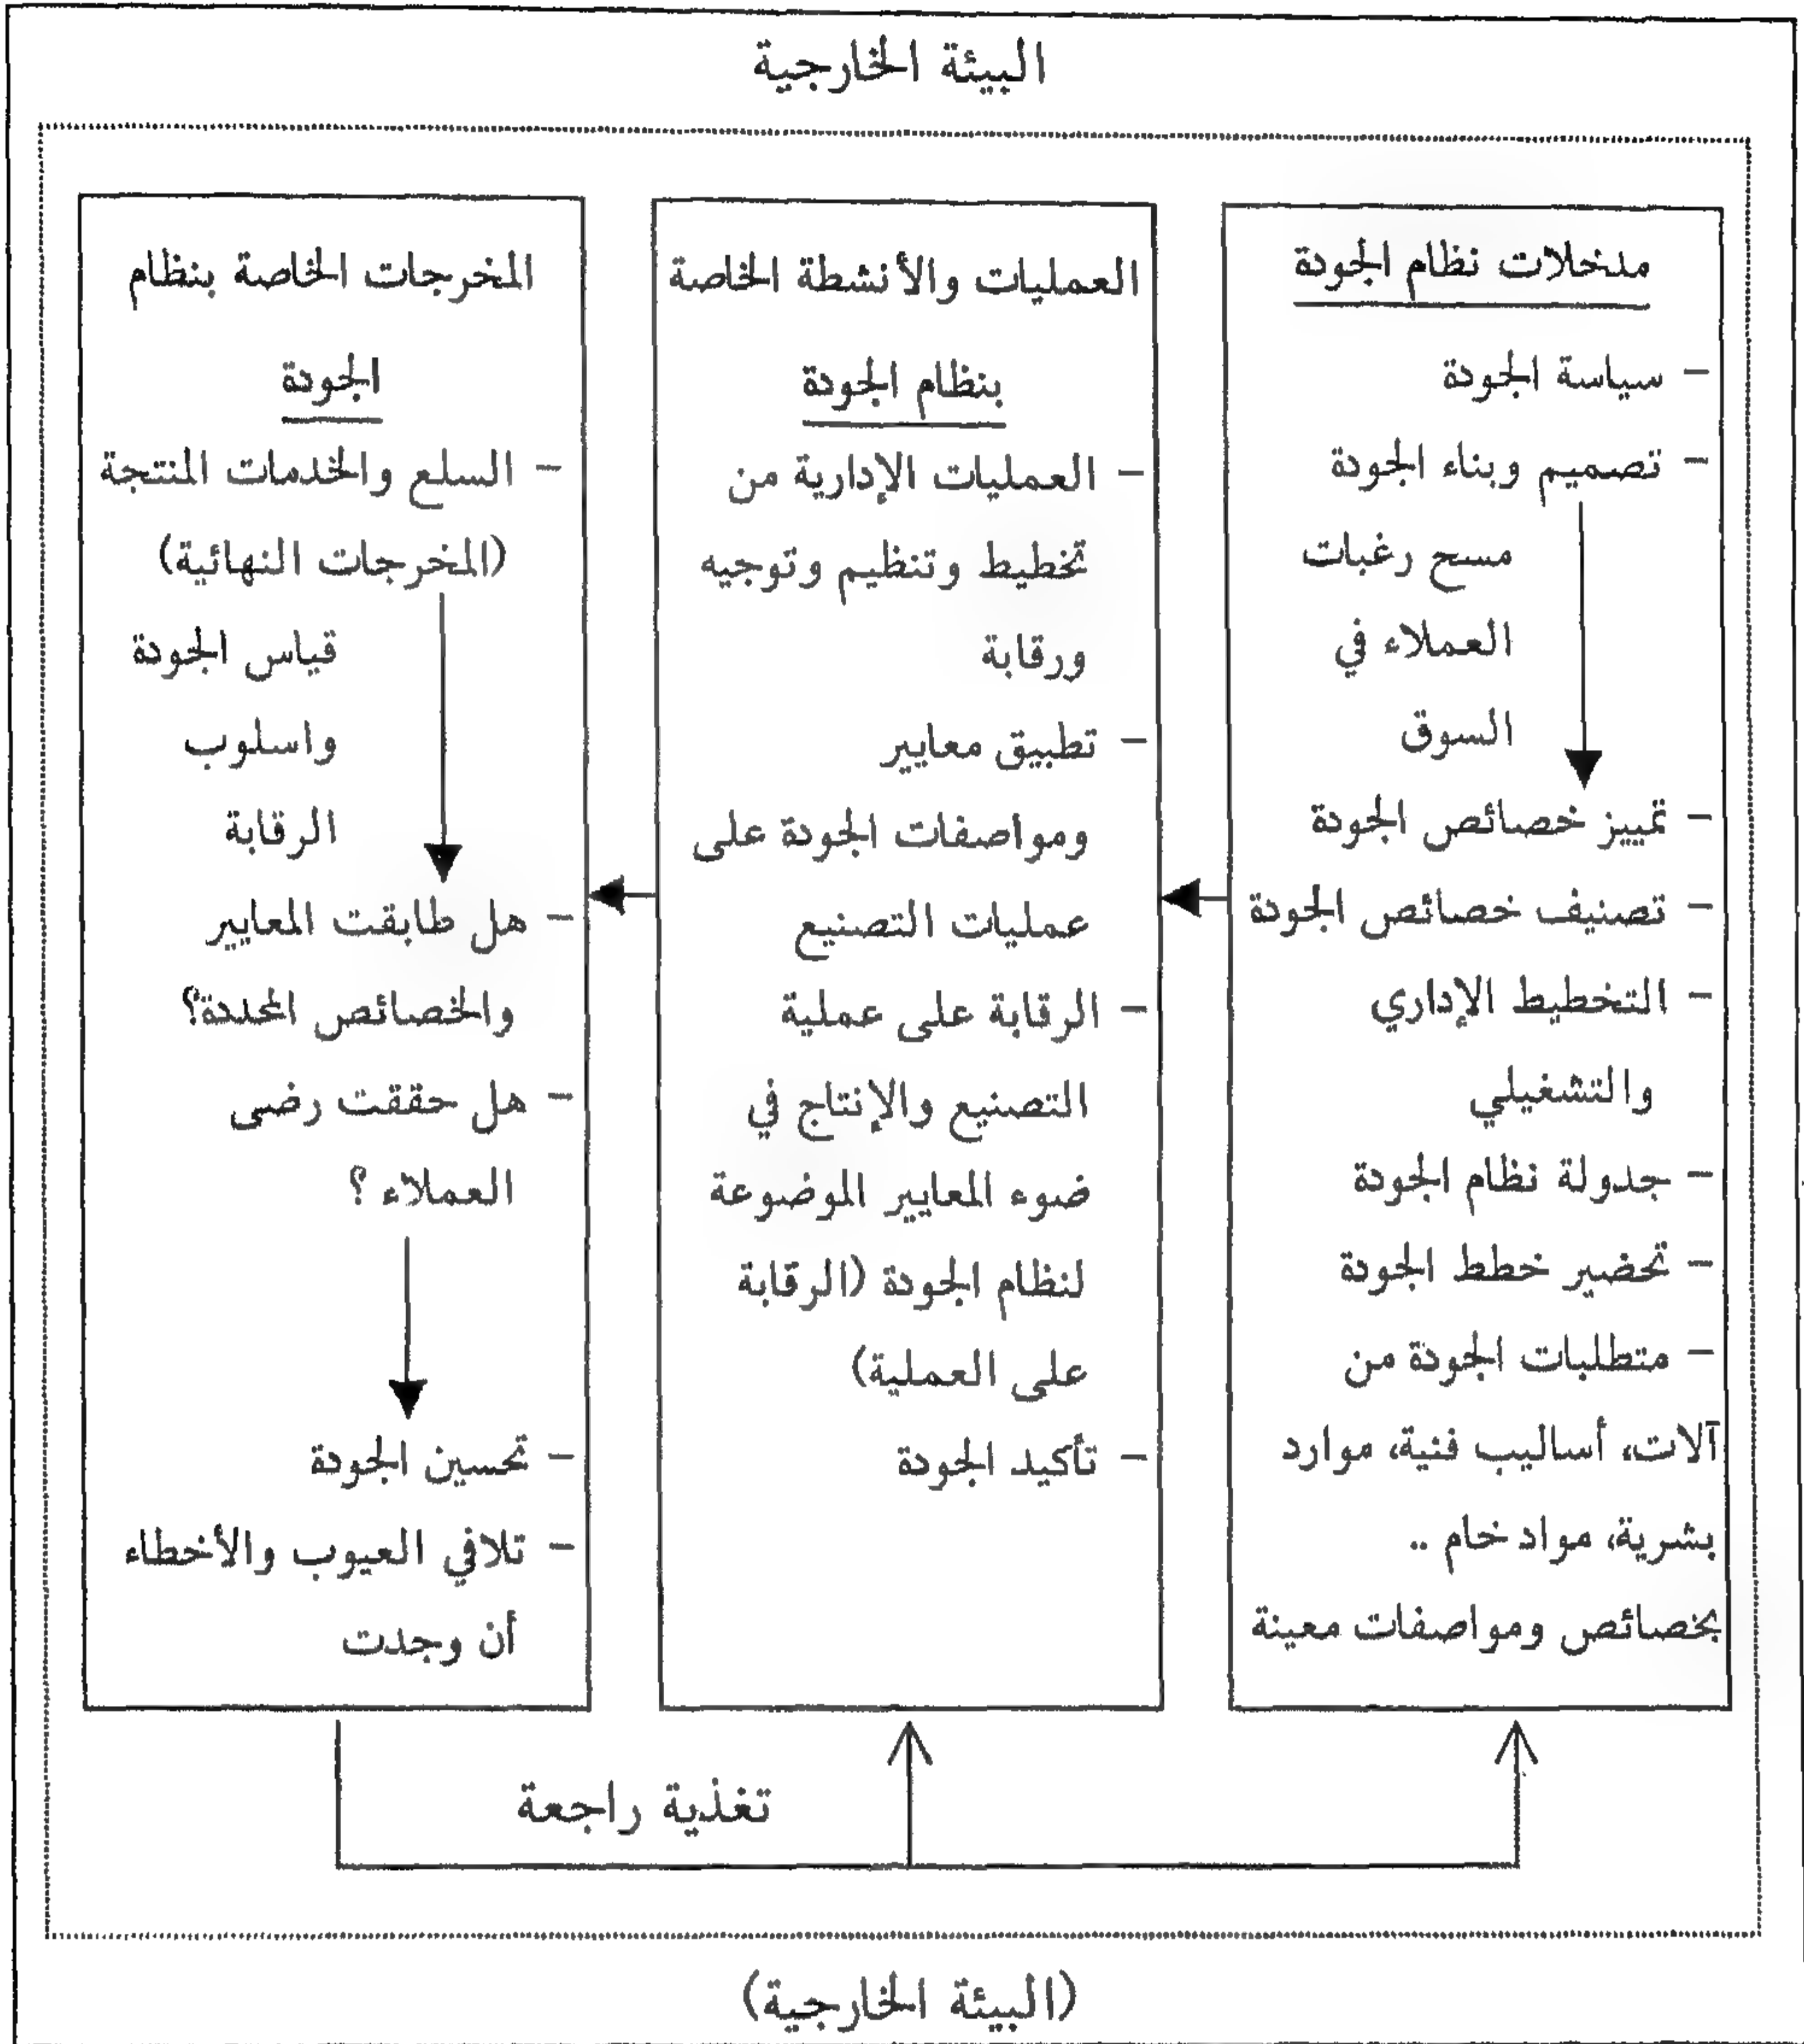 البيئة الخارجية
مدخلات نظام الجودة
- سياسة الجودة
- تصميم وبناء الجودة
مسح رغبات
العملاء في
السوق
- تمييز خصائص الجودة
- تصنيف خصائص الجودة
- التخطيط الإداري
والتشغيلي
- جدولة نظام الجودة
- تحضير خطط الجودة
- متطلبات الجودة من
آلات، أساليب فنية، موارد
بشرية، مواد خام ..
بخصائص ومواصفات معينة
العمليات والأنشطة الخاصة
بنظام الجودة
- العمليات الإدارية من
تخطيط وتنظيم وتوجيه
ورقابة
- تطبيق معايير
ومواصفات الجودة على
عمليات التصنيع
- الرقابة على عملية
التصنيع والإنتاج في
ضوء المعايير الموضوعة
لنظام الجودة (الرقابة
على العملية)
- تأكيد الجودة
المخرجات الخاصة بنظام
الجودة
- السلع والخدمات المنتجة
(المخرجات النهائية)
قياس الجودة
واسلوب
الرقابة
- هل طابقت المعايير
والخصائص المحددة؟
- هل حققت رضى
العملاء ؟
- تحسين الجودة
- تلافي العيوب والأخطاء
أن وجدت
تغذية راجعة
(البيئة الخارجية)